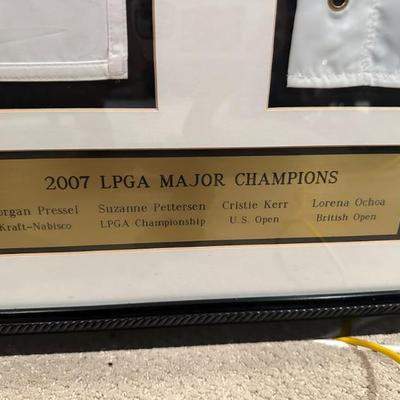 2007 LPGA MAJOR CHAMPIONS
organ Pressel Suzanne Pettersen Cristie Kerr Lorena Ochoa
Kraft-Nabisco LPGA Championship U.S. Open British Open